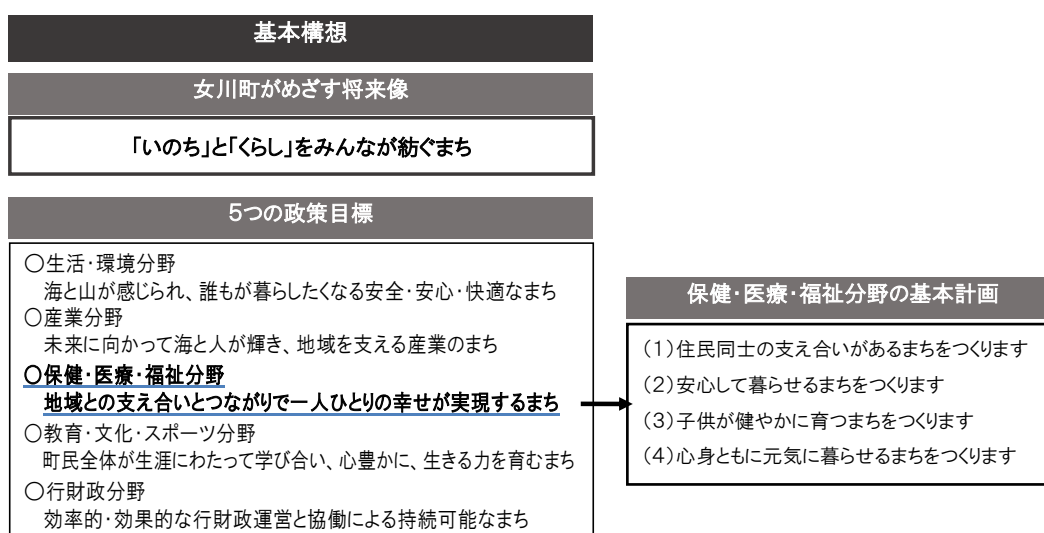 基本構想
女川町がめざす将来像
「いのち」と「くらし」をみんなが紡ぐまち
5つの政策目標
○生活・環境分野
海と山が感じられ、誰もが暮らしたくなる安全・安心・快適なまち
○産業分野
未来に向かって海と人が輝き、地域を支える産業のまち
○保健・医療・福祉分野
地域との支え合いとつながりで一人ひとりの幸せが実現するまち
○教育・文化・スポーツ分野
町民全体が生涯にわたって学び合い、心豊かに、生きる力を育むまち
○行財政分野
効率的・効果的な行財政運営と協働による持続可能なまち
保健・医療・福祉分野の基本計画
(1)住民同士の支え合いがあるまちをつくります
(2)安心して暮らせるまちをつくります
(3)子供が健やかに育つまちをつくります
(4)心身ともに元気に暮らせるまちをつくります